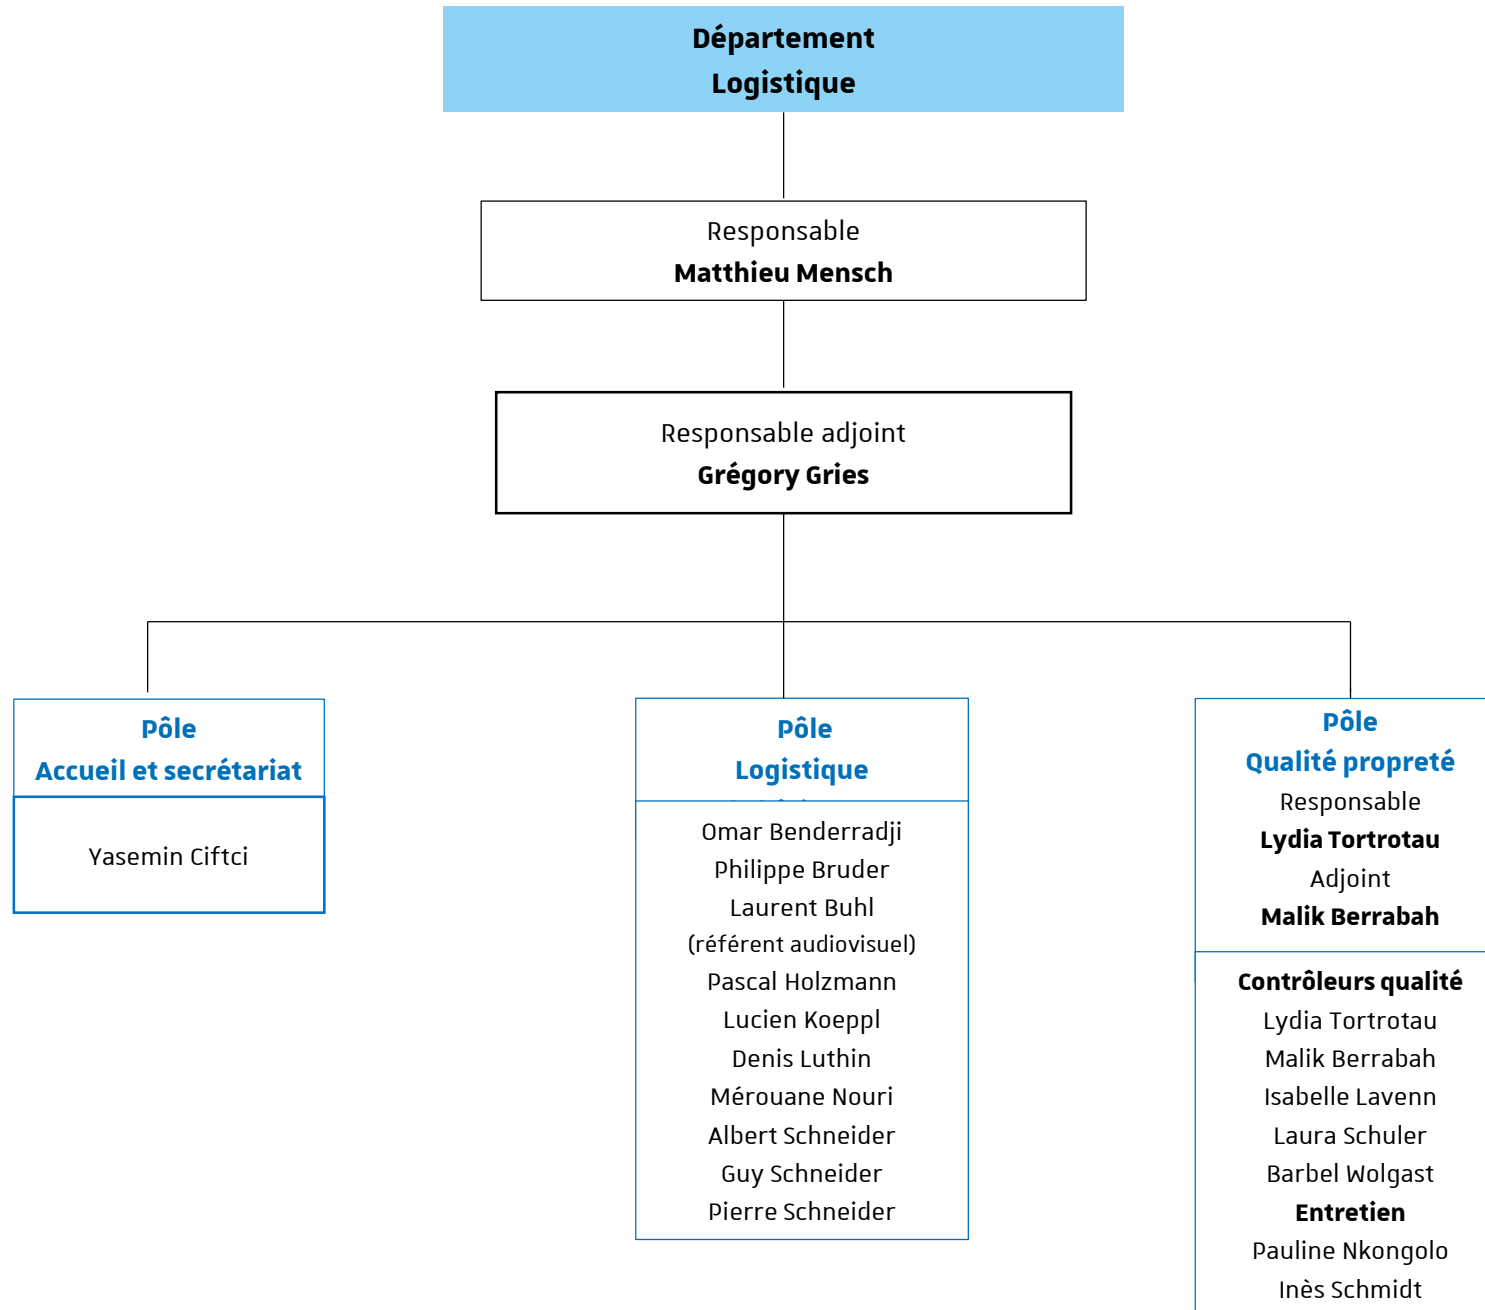 Département
Logistique
Responsable
Matthieu Mensch
Responsable adjoint
Grégory Gries
Pôle
Accueil et secrétariat
Yasemin Ciftci
Pôle
Logistique
Omar Benderradji
Philippe Bruder
Laurent Buhl
(référent audiovisuel)
Pascal Holzmann
Lucien Koeppl
Denis Luthin
Mérouane Nouri
Albert Schneider
Guy Schneider
Pierre Schneider
Pôle
Qualité propreté
Responsable
Lydia Tortrotau
Adjoint
Malik Berrabah
Contrôleurs qualité
Lydia Tortrotau
Malik Berrabah
Isabelle Lavenn
Laura Schuler
Barbel Wolgast
Entretien
Pauline Nkongolo
Inès Schmidt